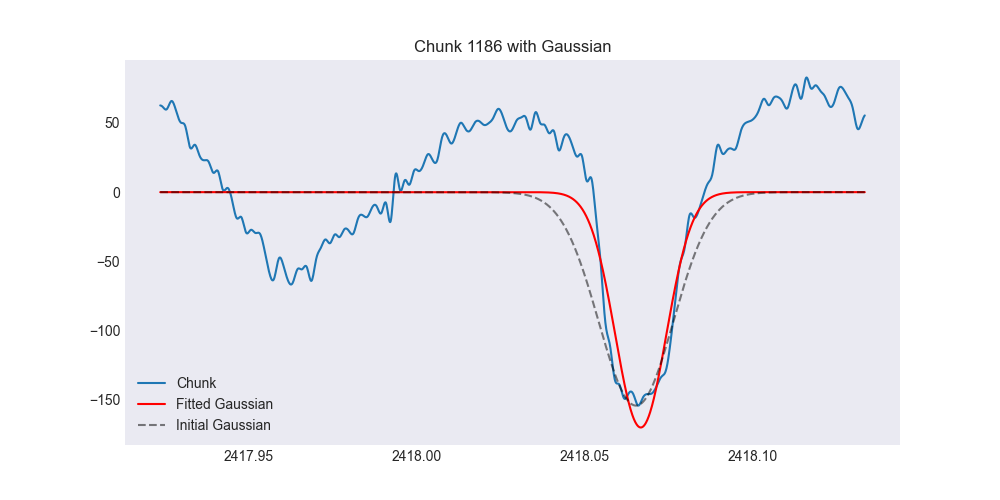 Chunk 1186 with Gaussian
50
0
−50
−100
−150
Chunk
Fitted Gaussian
Initial Gaussian
2417.95 2418.00 2418.05 2418.10